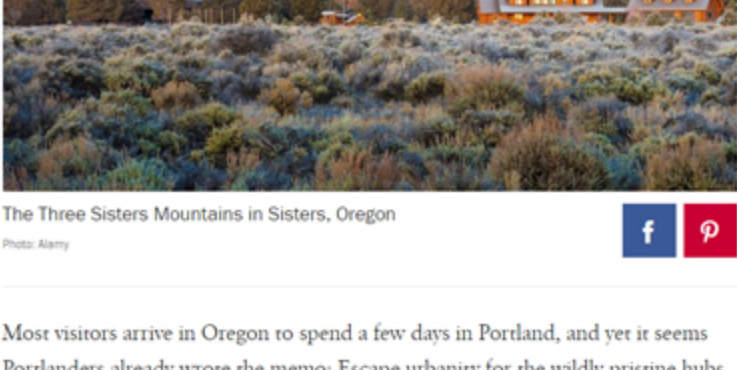 The Three Sisters Mountains in Sisters, Oregon
Photo: Alamy
f
Most visitors arrive in Oregon to spend a few days in Portland, and yet it seems
Portlanders already wrote the memo: Escape urbanity for the wildly pristine hubs